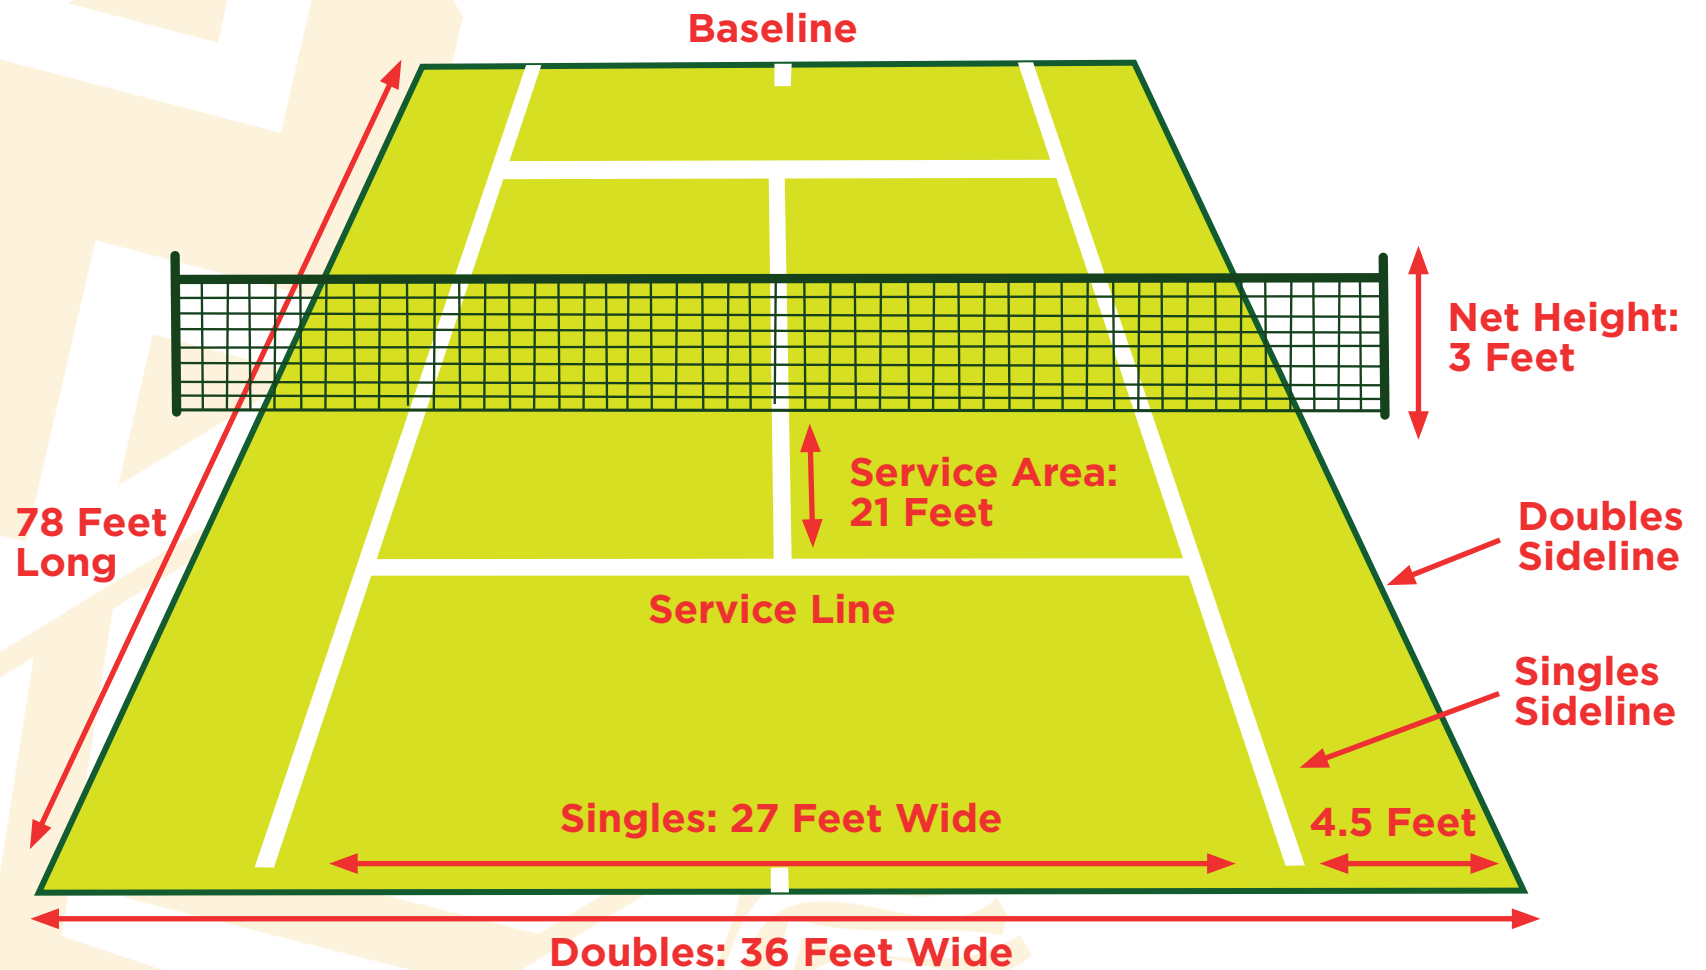 Baseline
Net Height:
3 Feet
Service Area:
21 Feet
78 Feet
Long
Doubles
Sideline
Service Line
Singles
Sideline
Singles: 27 Feet Wide
4.5 Feet
Doubles: 36 Feet Wide